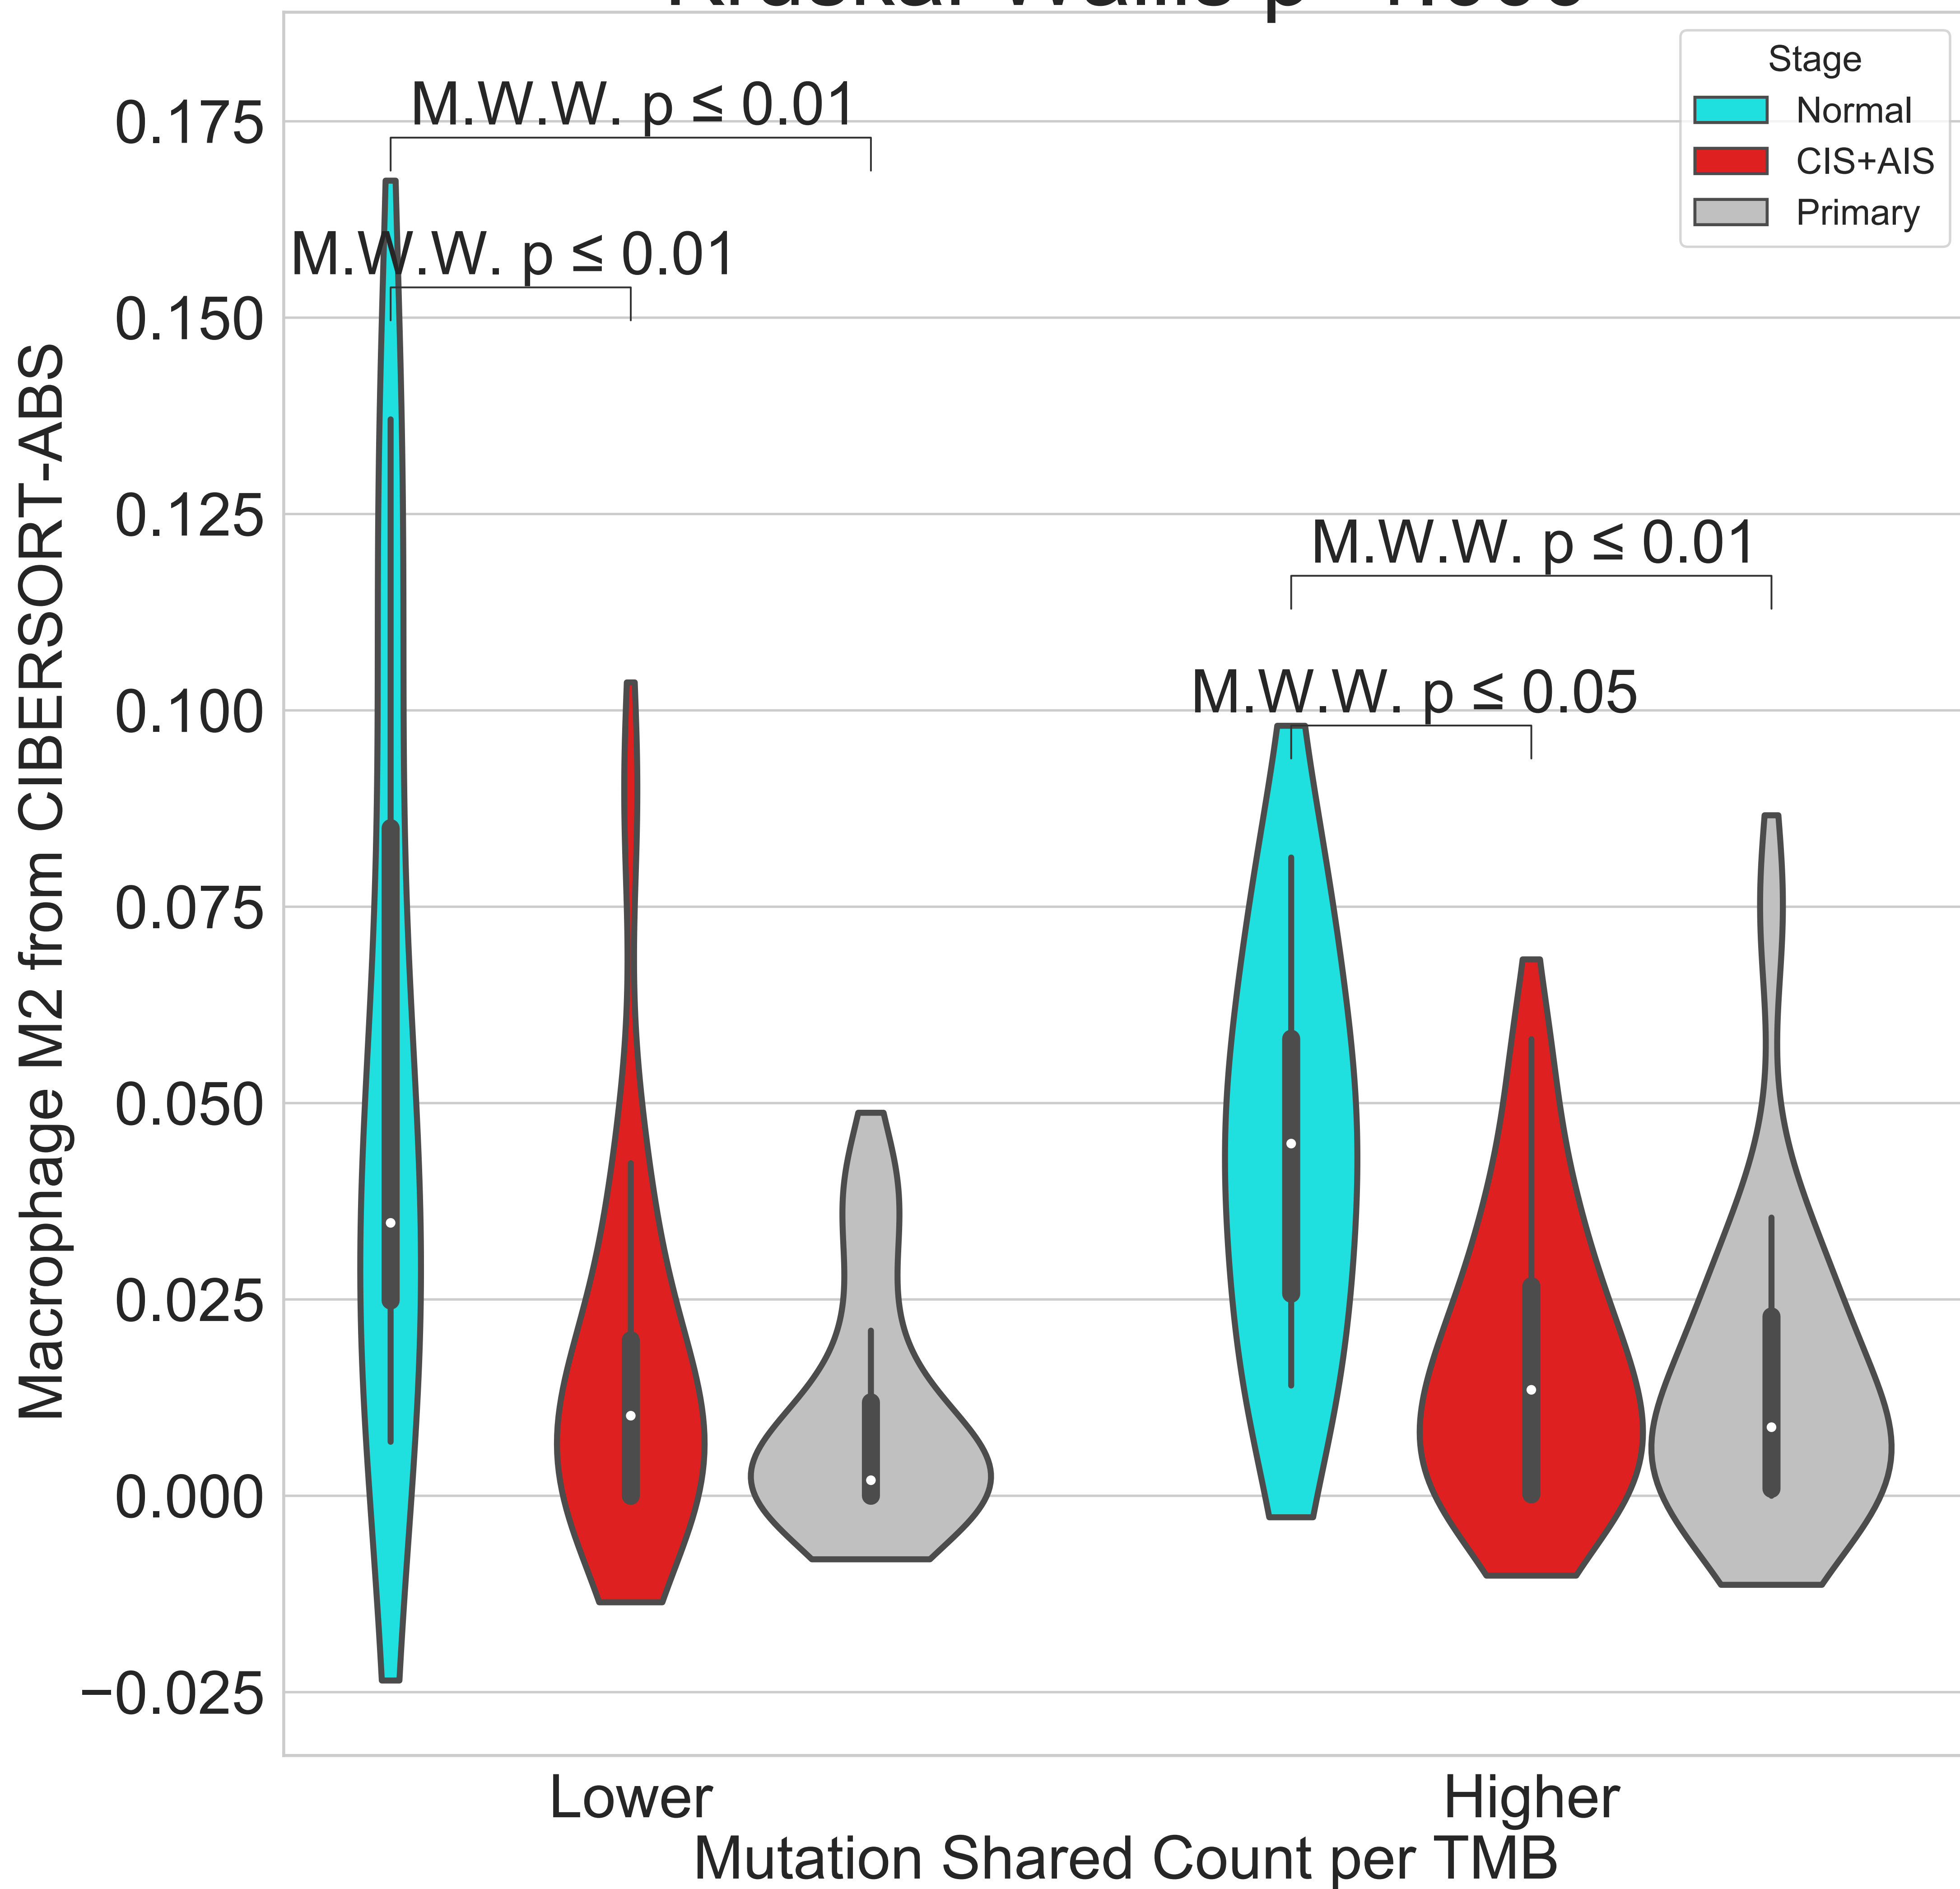 Stage
Normal
CIS+AIS
Primary
M.W.W. p ≤ 0.01
M.W.W. p ≤ 0.01
M.W.W. p ≤ 0.01
M.W.W. p ≤ 0.05
0.175
0.150
0.125
0.100
0.075
0.050
0.025
0.000
−0.025
Macrophage M2 from CIBERSORT-ABS
Lower
Higher
Mutation Shared Count per TMB